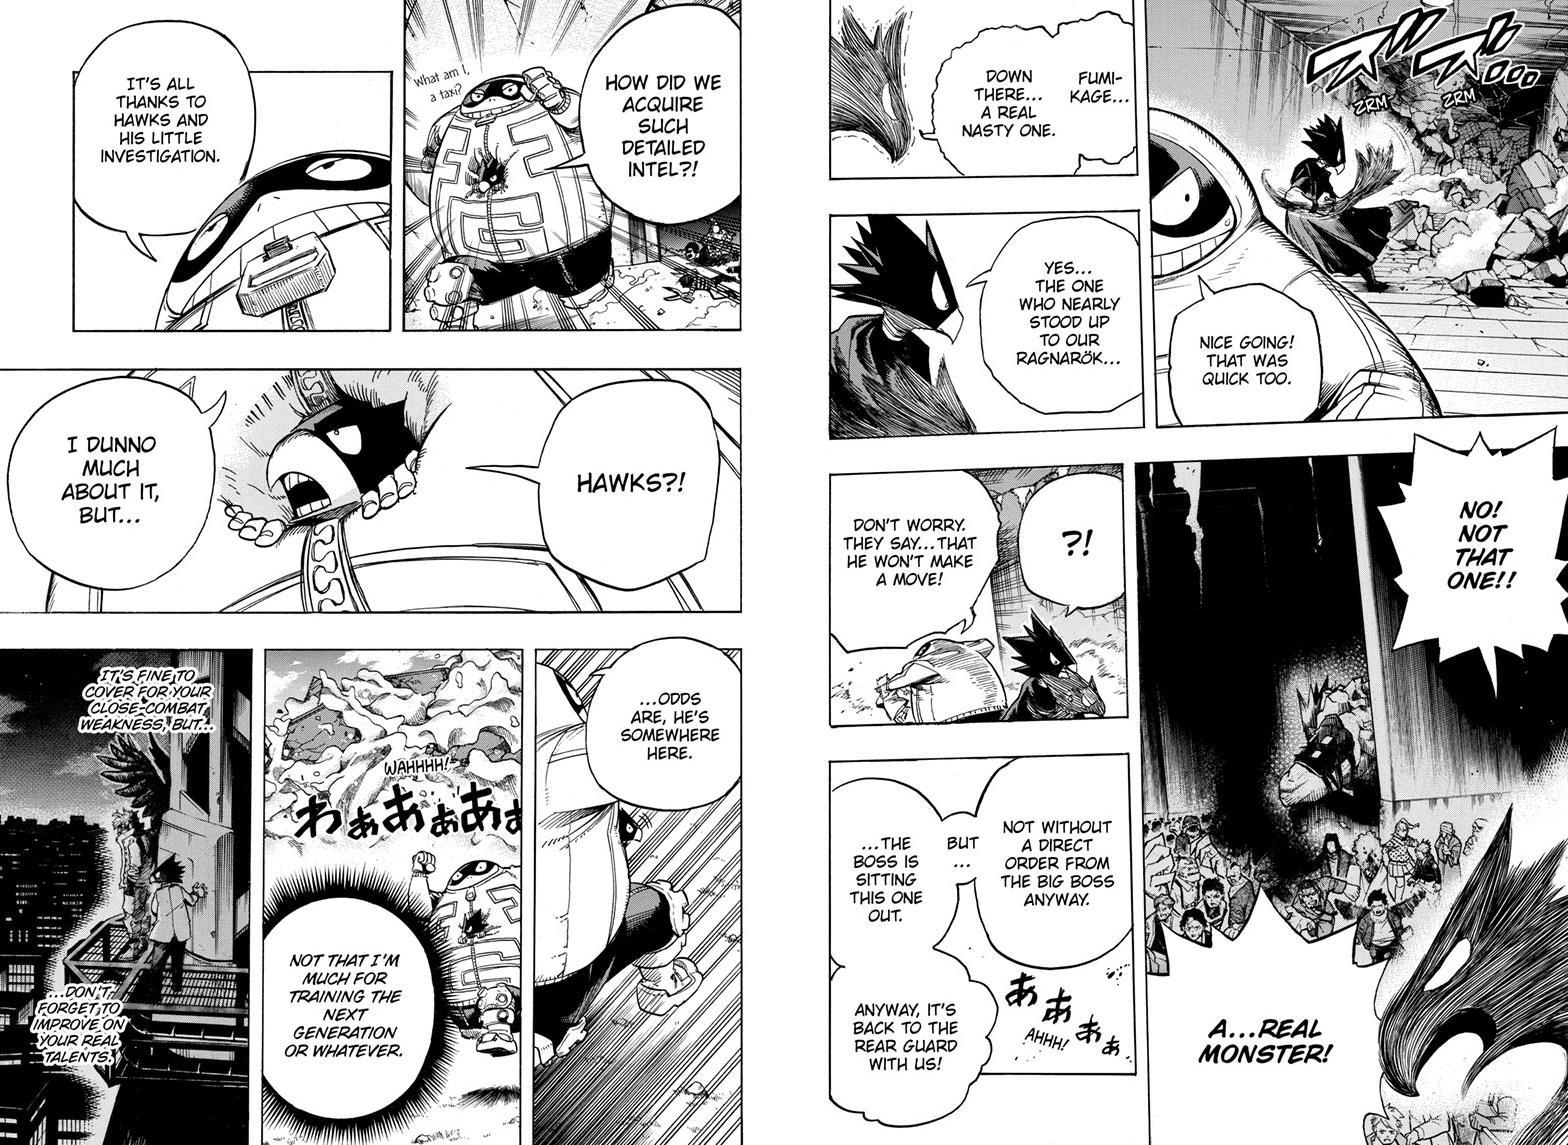 ズズ
ZRM
ZRM
NICE GOING!
THAT WAS
QUICK TOO.
FUMI-
KAGE...
DOWN
THERE...
A REAL
NASTY ONE.
YES...
THE ONE
WHO NEARLY
STOOD UP
TO OUR
RAGNARÖK...
NO!
NOT
THAT
ONE!!
A...REAL
MONSTER!
?!
DON'T WORRY.
THEY SAY...THAT
HE WON'T MAKE
A MOVE!
NOT WITHOUT
A DIRECT
ORDER FROM
THE BIG BOSS
ANYWAY.
BUT
...
...THE
BOSS IS
SITTING
THIS ONE
OUT.
ANYWAY, IT'S
BACK TO THE
REAR GUARD
WITH US!
ああぁぁ
AHHH!
HOW DID WE
ACQUIRE
SUCH
DETAILED
INTEL?!
What am I,
a taxi?
IT'S ALL
THANKS TO
HAWKS AND
HIS LITTLE
INVESTIGATION.
HAWKS?!
I DUNNO
MUCH
ABOUT IT,
BUT...
...ODDS
ARE, HE'S
SOMEWHERE
HERE.
WAHHHH!
わぁあぁあぁ
NOT THAT I'M
MUCH FOR
TRAINING THE
NEXT
GENERATION
OR WHATEVER.
IT'S FINE TO
COVER FOR YOUR
CLOSE-COMBAT
WEAKNESS, BUT...
...DON'T
FORGET TO
IMPROVE ON
YOUR REAL
TALENTS.